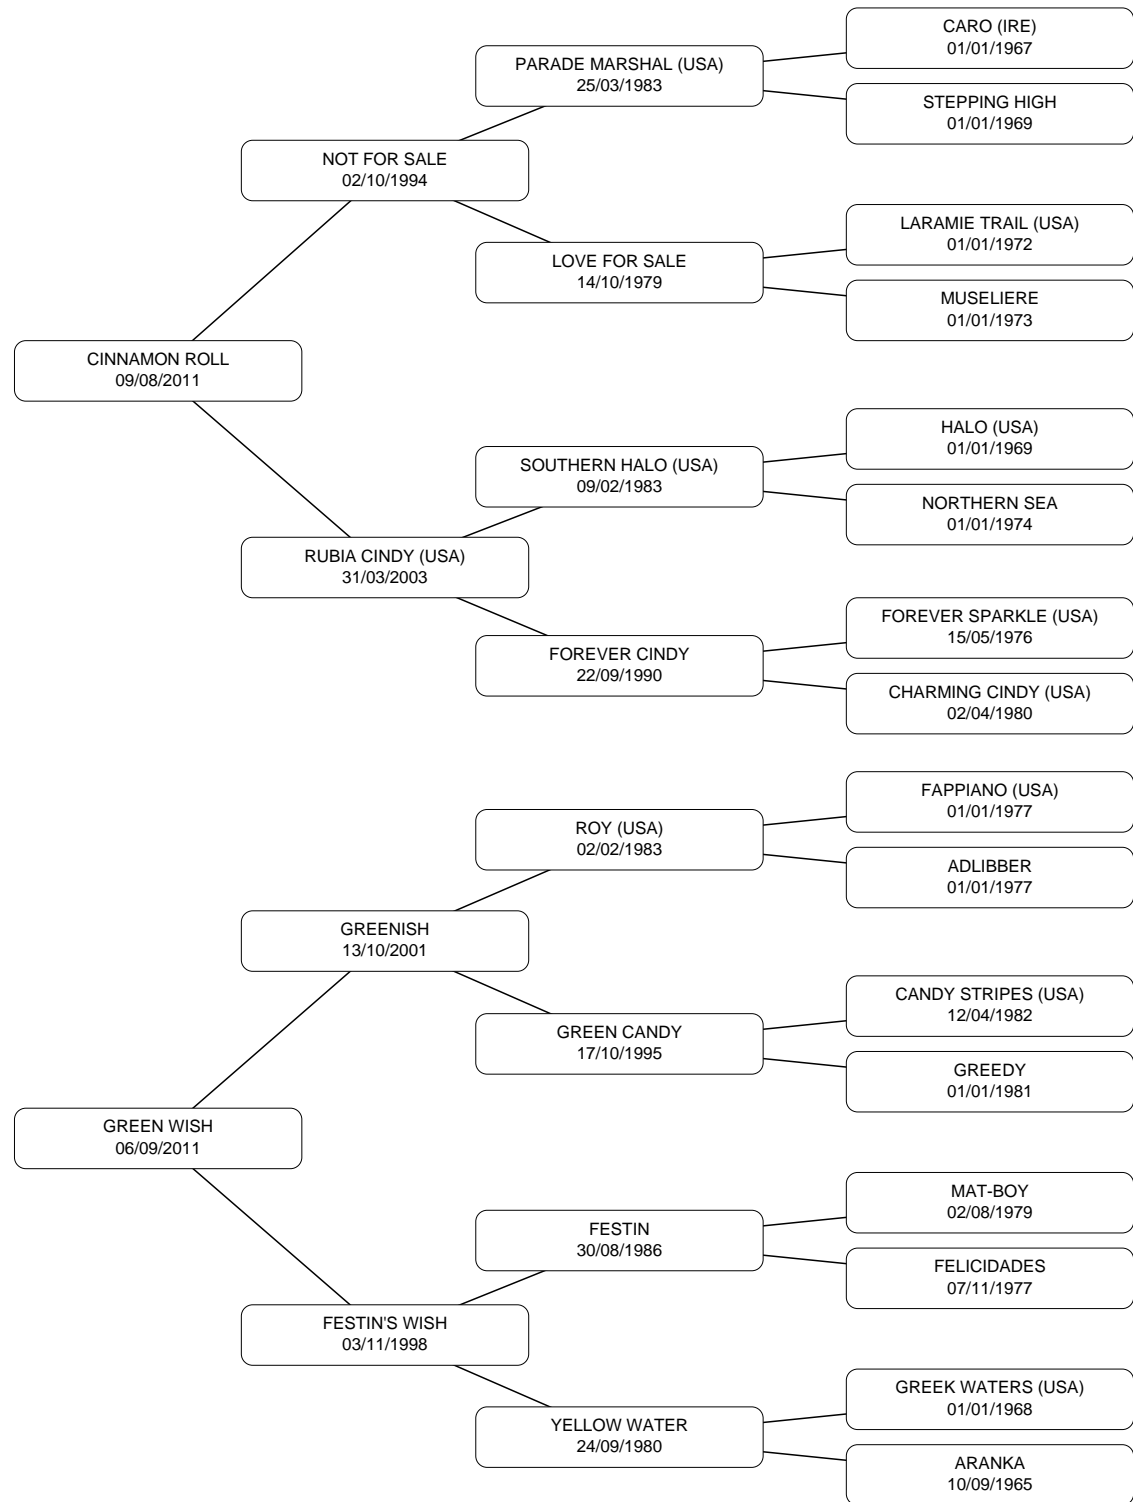 CARO (IRE)
01/01/1967
PARADE MARSHAL (USA)
25/03/1983
STEPPING HIGH
01/01/1969
NOT FOR SALE
02/10/1994
LARAMIE TRAIL (USA)
01/01/1972
LOVE FOR SALE
14/10/1979
MUSELIERE
01/01/1973
CINNAMON ROLL
09/08/2011
HALO (USA)
01/01/1969
SOUTHERN HALO (USA)
09/02/1983
NORTHERN SEA
01/01/1974
RUBIA CINDY (USA)
31/03/2003
FOREVER SPARKLE (USA)
15/05/1976
FOREVER CINDY
22/09/1990
CHARMING CINDY (USA)
02/04/1980
FAPPIANO (USA)
01/01/1977
ROY (USA)
02/02/1983
ADLIBBER
01/01/1977
GREENISH
13/10/2001
CANDY STRIPES (USA)
12/04/1982
GREEN CANDY
17/10/1995
GREEDY
01/01/1981
GREEN WISH
06/09/2011
MAT-BOY
02/08/1979
FESTIN
30/08/1986
FELICIDADES
07/11/1977
FESTIN'S WISH
03/11/1998
GREEK WATERS (USA)
01/01/1968
YELLOW WATER
24/09/1980
ARANKA
10/09/1965